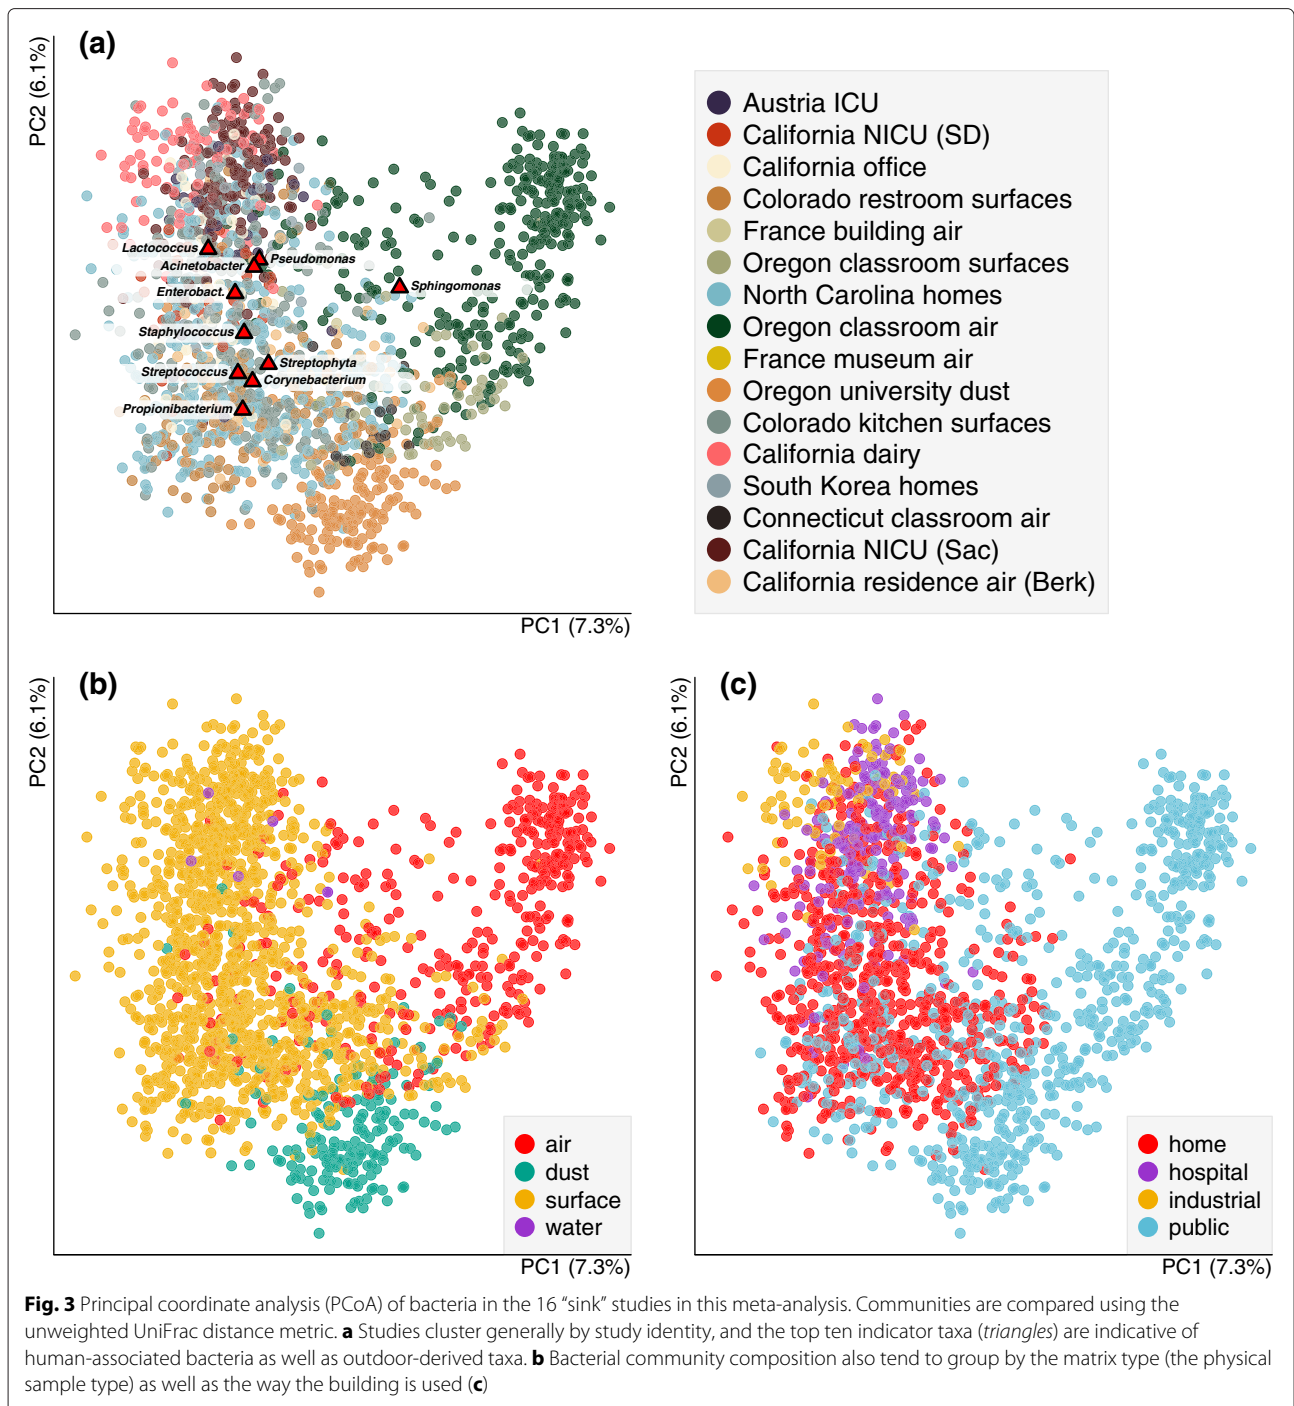 (a)
PC2 (6.1%)
Lactococcus
Pseudomonas
Acinetobacter
Sphingomonas
Enterobact.
Staphylococcus
Streptophyta
Streptococcus
Corynebacterium
Propionibacterium
PC1 (7.3%)
Austria ICU
California NICU (SD)
California office
Colorado restroom surfaces
France building air
Oregon classroom surfaces
North Carolina homes
Oregon classroom air
France museum air
Oregon university dust
Colorado kitchen surfaces
California dairy
South Korea homes
Connecticut classroom air
California NICU (Sac)
California residence air (Berk)
(b)
PC2 (6.1%)
air
dust
surface
water
PC1 (7.3%)
(c)
PC2 (6.1%)
home
hospital
industrial
public
PC1 (7.3%)
Fig. 3 Principal coordinate analysis (PCoA) of bacteria in the 16 “sink” studies in this meta-analysis. Communities are compared using the
unweighted UniFrac distance metric. a Studies cluster generally by study identity, and the top ten indicator taxa (triangles) are indicative of
human-associated bacteria as well as outdoor-derived taxa. b Bacterial community composition also tend to group by the matrix type (the physical
sample type) as well as the way the building is used (c)